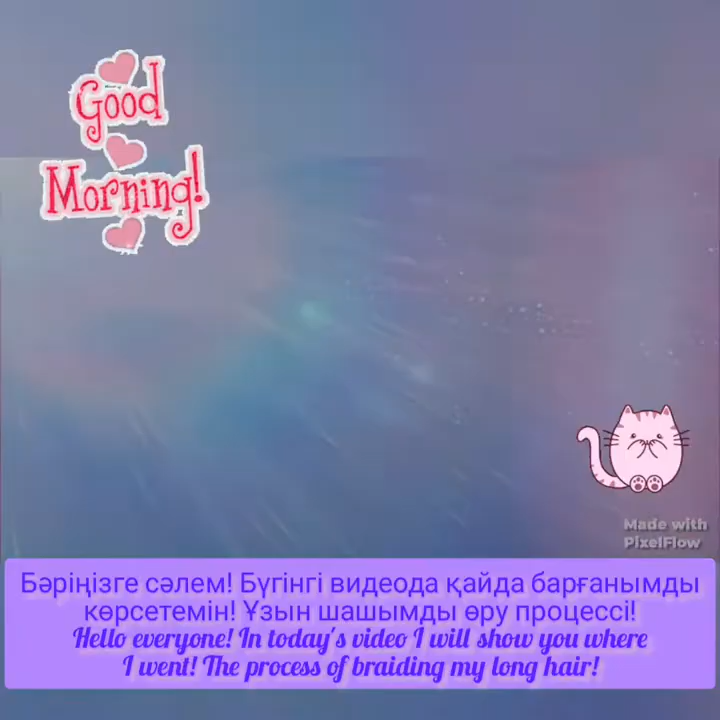 Good
Morning!
Made with
PixelFlow
Бәріңізге сәлем! Бүгінгі видеода қайда барғанымды
көрсетемін! Ұзын шашымды өру процессі!
Hello everyone! In today's video I will show you where
I went! The process of braiding my long hair!